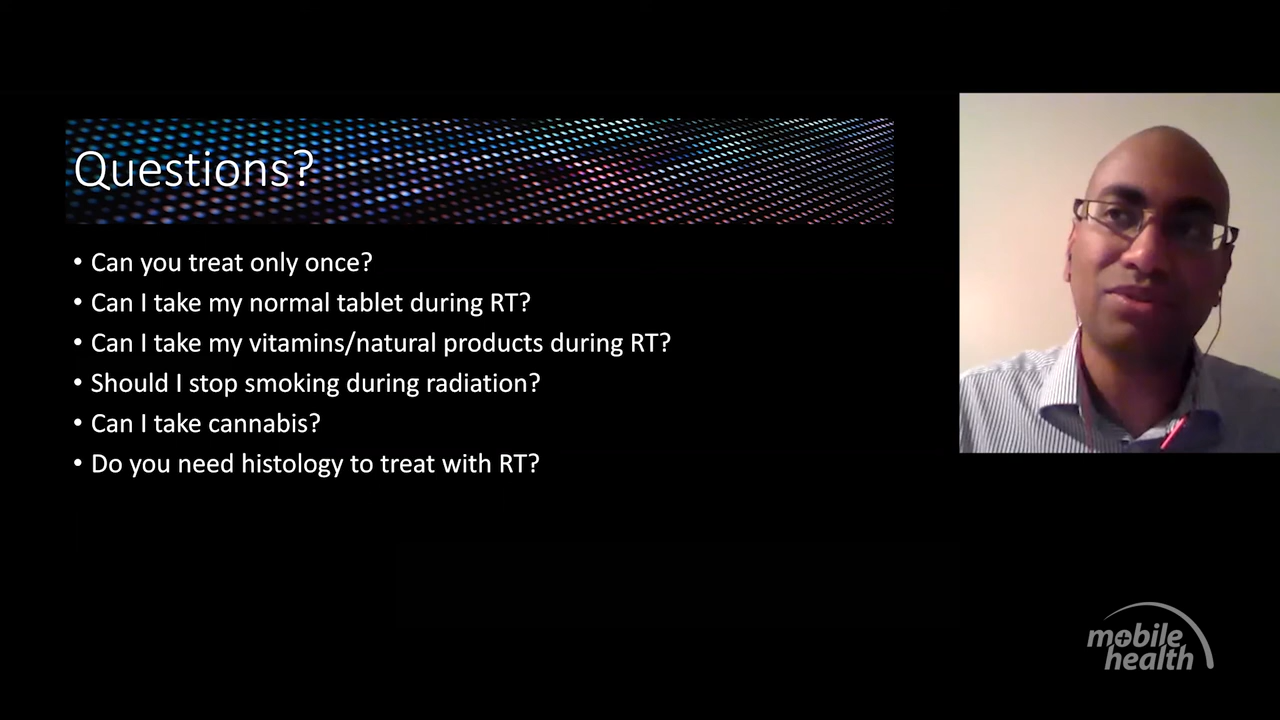 Questions?
• Can you treat only once?
• Can I take my normal tablet during RT?
• Can I take my vitamins/natural products during RT?
• Should I stop smoking during radiation?
• Can I take cannabis?
• Do you need histology to treat with RT?
mobile
health